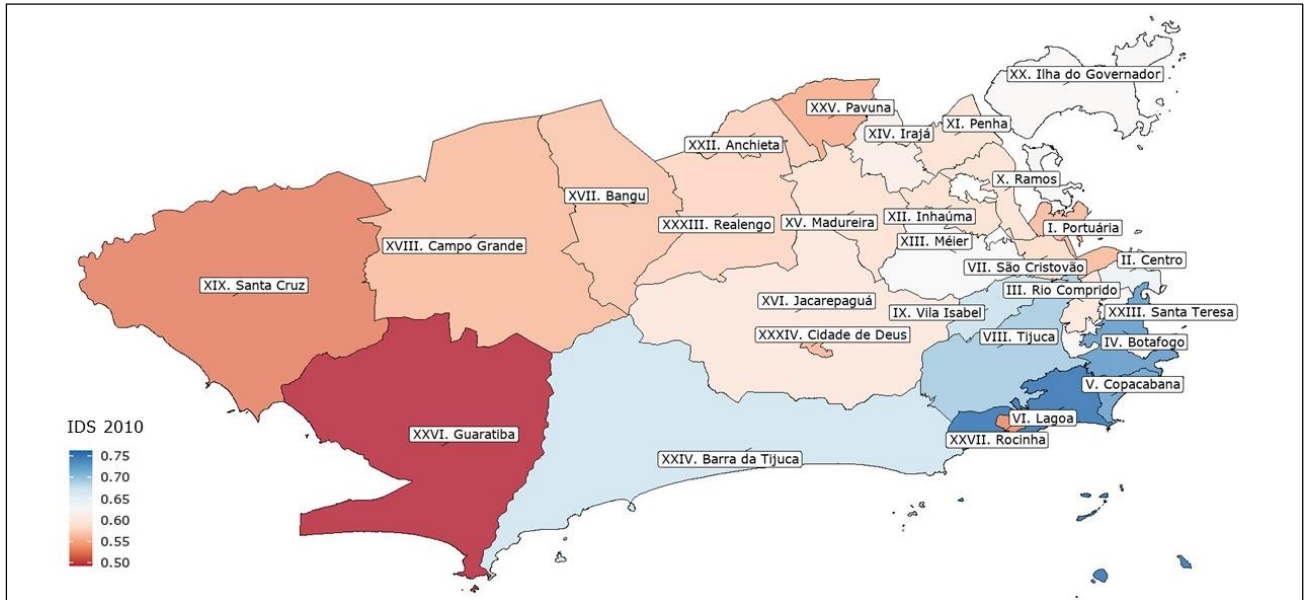 XX. Ilha do Governador
XXV. Pavuna
XI. Penha
XIV. Irajá
XXII. Anchieta
X. Ramos
XVII. Bangu
XII. Inhaúma
XXXIII. Realengo
XV. Madureira
I. Portuária
XVIII. Campo Grande
XIII. Méier
II. Centro
VII. São Cristovão
XIX. Santa Cruz
III. Rio Comprido
XVI. Jacarepaguá
IX. Vila Isabel
XXIII. Santa Teresa
XXXIV. Cidade de Deus
VIII. Tijuca
IV. Botafogo
V. Copacabana
VI. Lagoa
IDS 2010
XXVI. Guaratiba
XXVII. Rocinha
XXIV. Barra da Tijuca
0.75
0.70
0.65
0.60
0.55
0.50